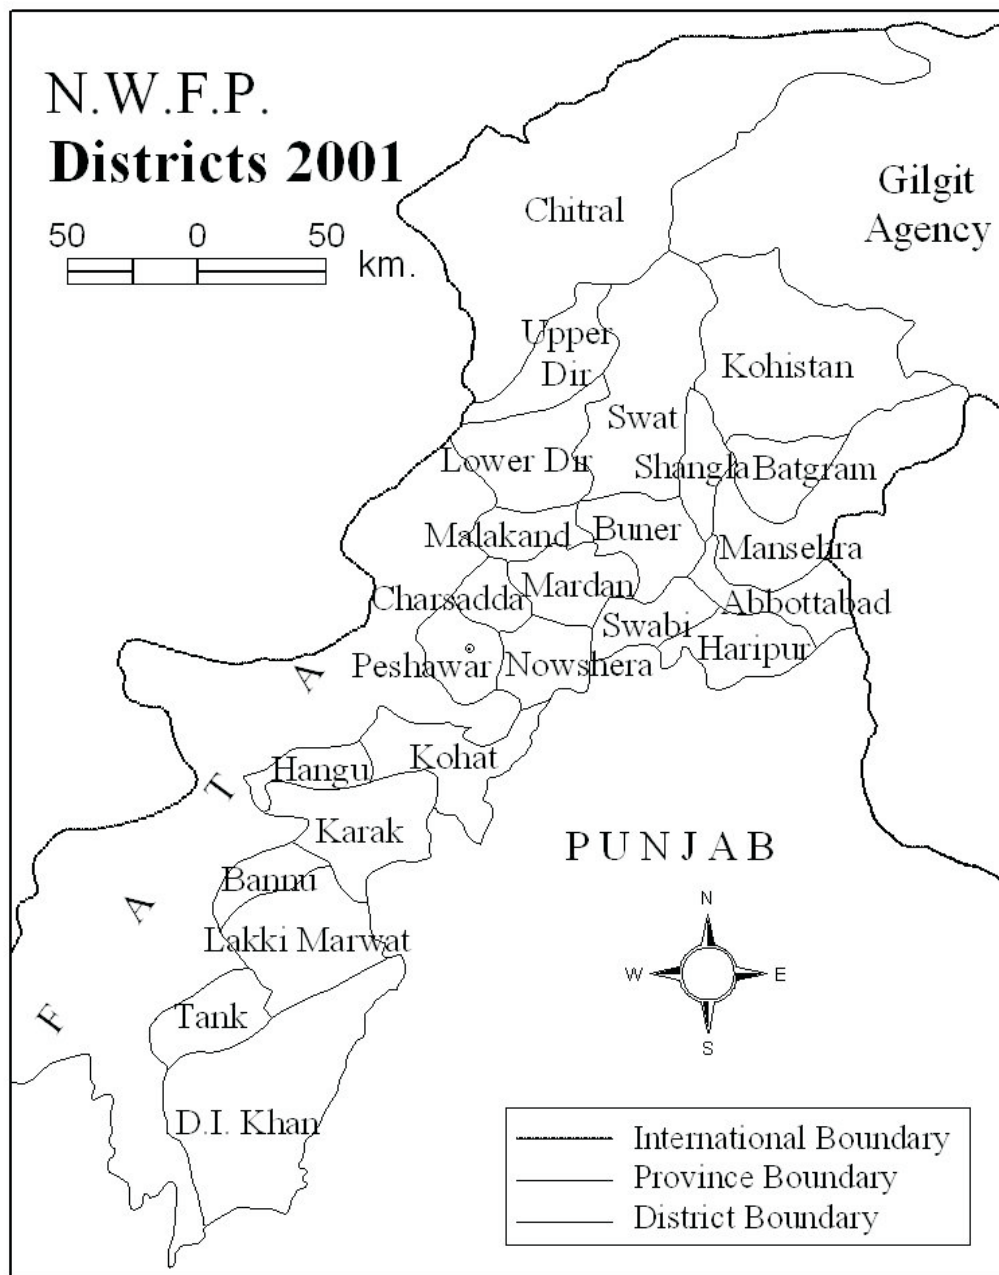 N.W.F.P.
Districts 2001
50 0 50
km.
Gilgit
Agency
Chitral
Upper
Dir
Kohistan
Swat
Lower Dir
Shangla
Batgram
Malakand
Buner
Mansehra
Charsadda
Mardan
Abbottabad
Swabi
Haripur
Peshawar
Nowshera
Hangu
Kohat
Karak
PUNJAB
Bannu
Lakki Marwat
Tank
D.I. Khan
F A T A
N
W E
S
International Boundary
Province Boundary
District Boundary